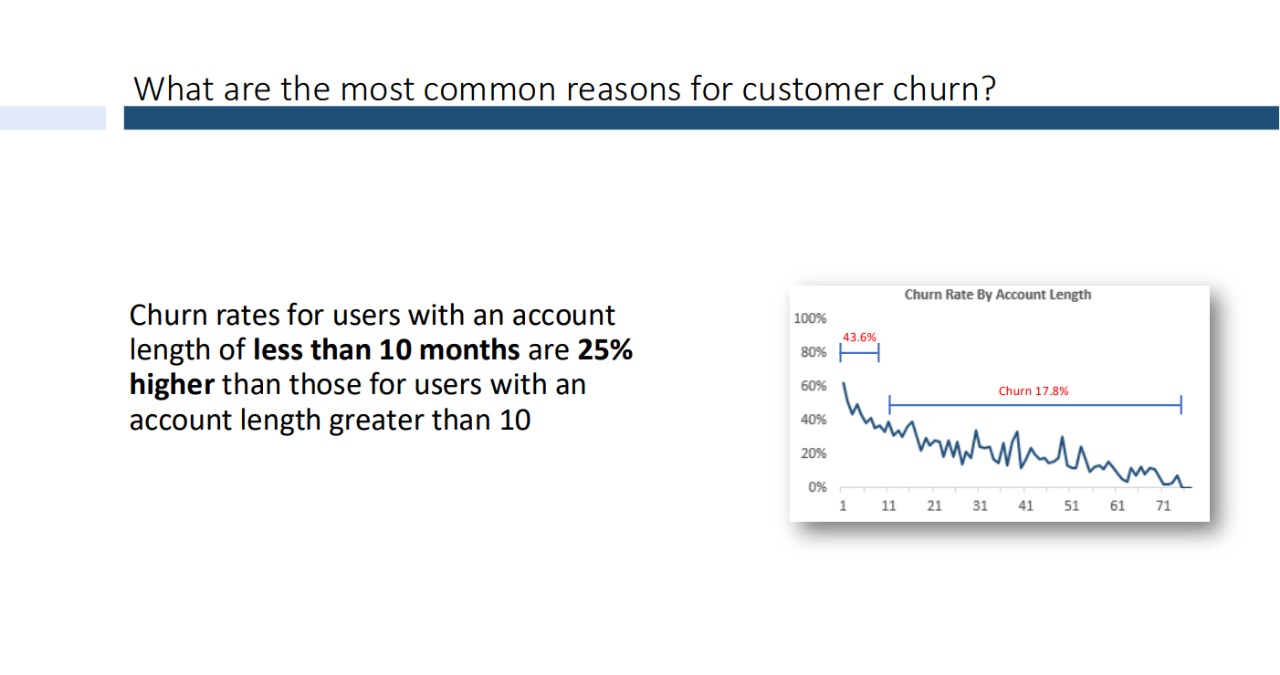 What are the most common reasons for customer churn?
Churn rates for users with an account
length of less than 10 months are 25%
higher than those for users with an
account length greater than 10
Churn Rate By Account Length
100%
80%
60%
40%
20%
0%
43.6%
Churn 17.8%
1 11 21 31 41 51 61 71